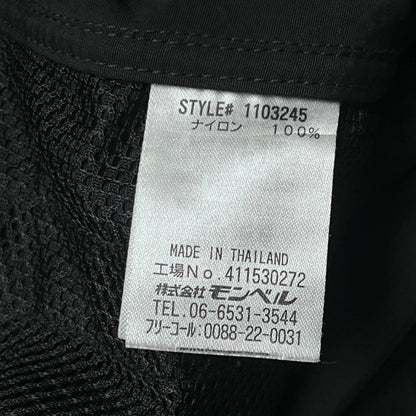 STYLE# 1103245
ナイロン 100%
MADE IN THAILAND
工場No.411530272
株式会社 モンベル
TEL.06-6531-3544
フリーコール:0088-22-0031